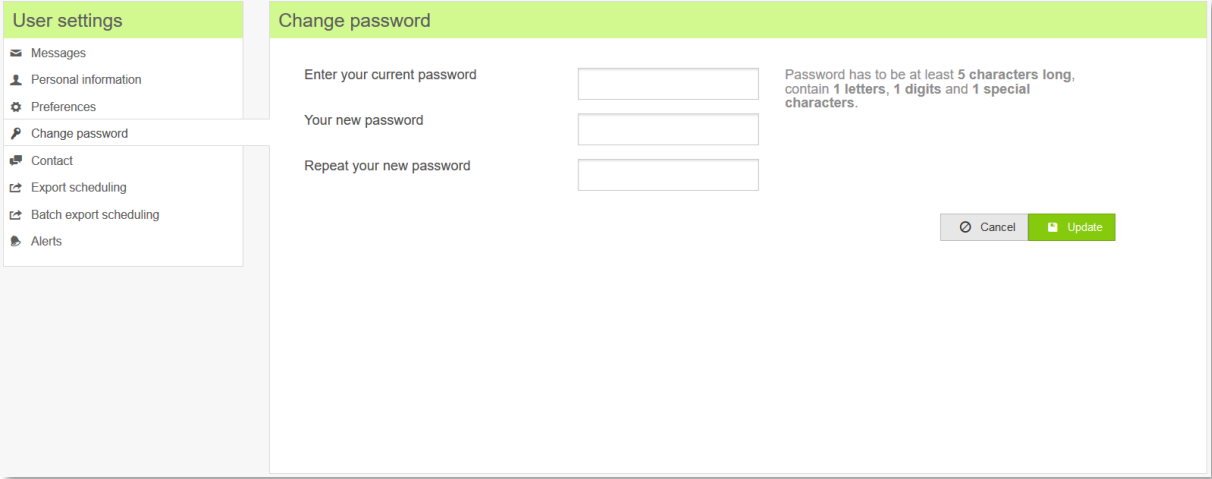 User settings
Messages
Personal information
Preferences
Change password
Contact
Export scheduling
Batch export scheduling
Alerts
Change password
Enter your current password
Your new password
Repeat your new password
Password has to be at least 5 characters long,
contain 1 letters, 1 digits and 1 special
characters.
Cancel
Update